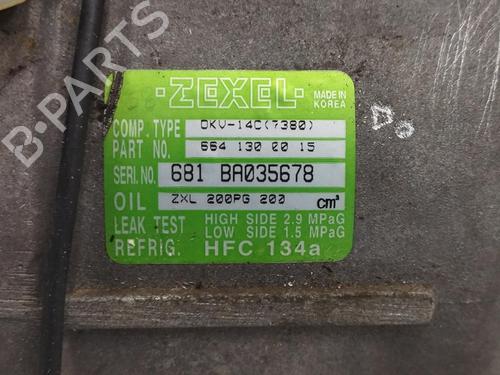 B-PARTS
·ZEXEL·
MADE IN
KOREA
COMP. TYPE DKV-14C(7380)
PART NO. 664 130 00 15
SERI. NO. 681 BA035678
OIL ZXL 200PG 200 cm³
LEAK TEST HIGH SIDE 2.9 MPaG
LOW SIDE 1.5 MPaG
REFRIG. HFC 134a